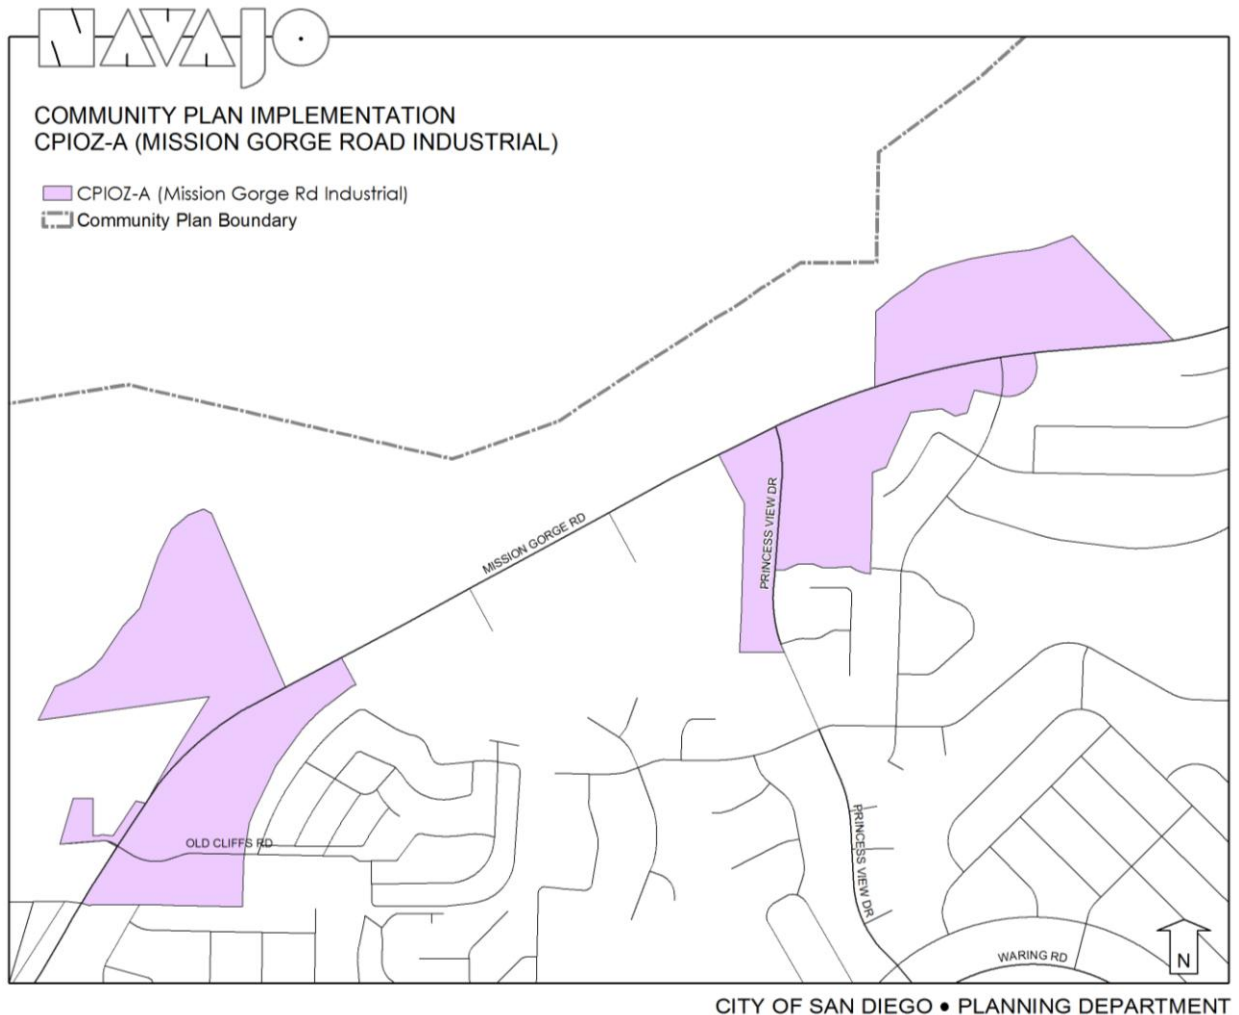 NAVAJO
COMMUNITY PLAN IMPLEMENTATION
CPIOZ-A (MISSION GORGE ROAD INDUSTRIAL)
CPIOZ-A (Mission Gorge Rd Industrial)
Community Plan Boundary
MISSION GORGE RD
PRINCESS VIEW DR
OLD CLIFFS RD
PRINCESS VIEW DR
WARING RD
N
CITY OF SAN DIEGO • PLANNING DEPARTMENT